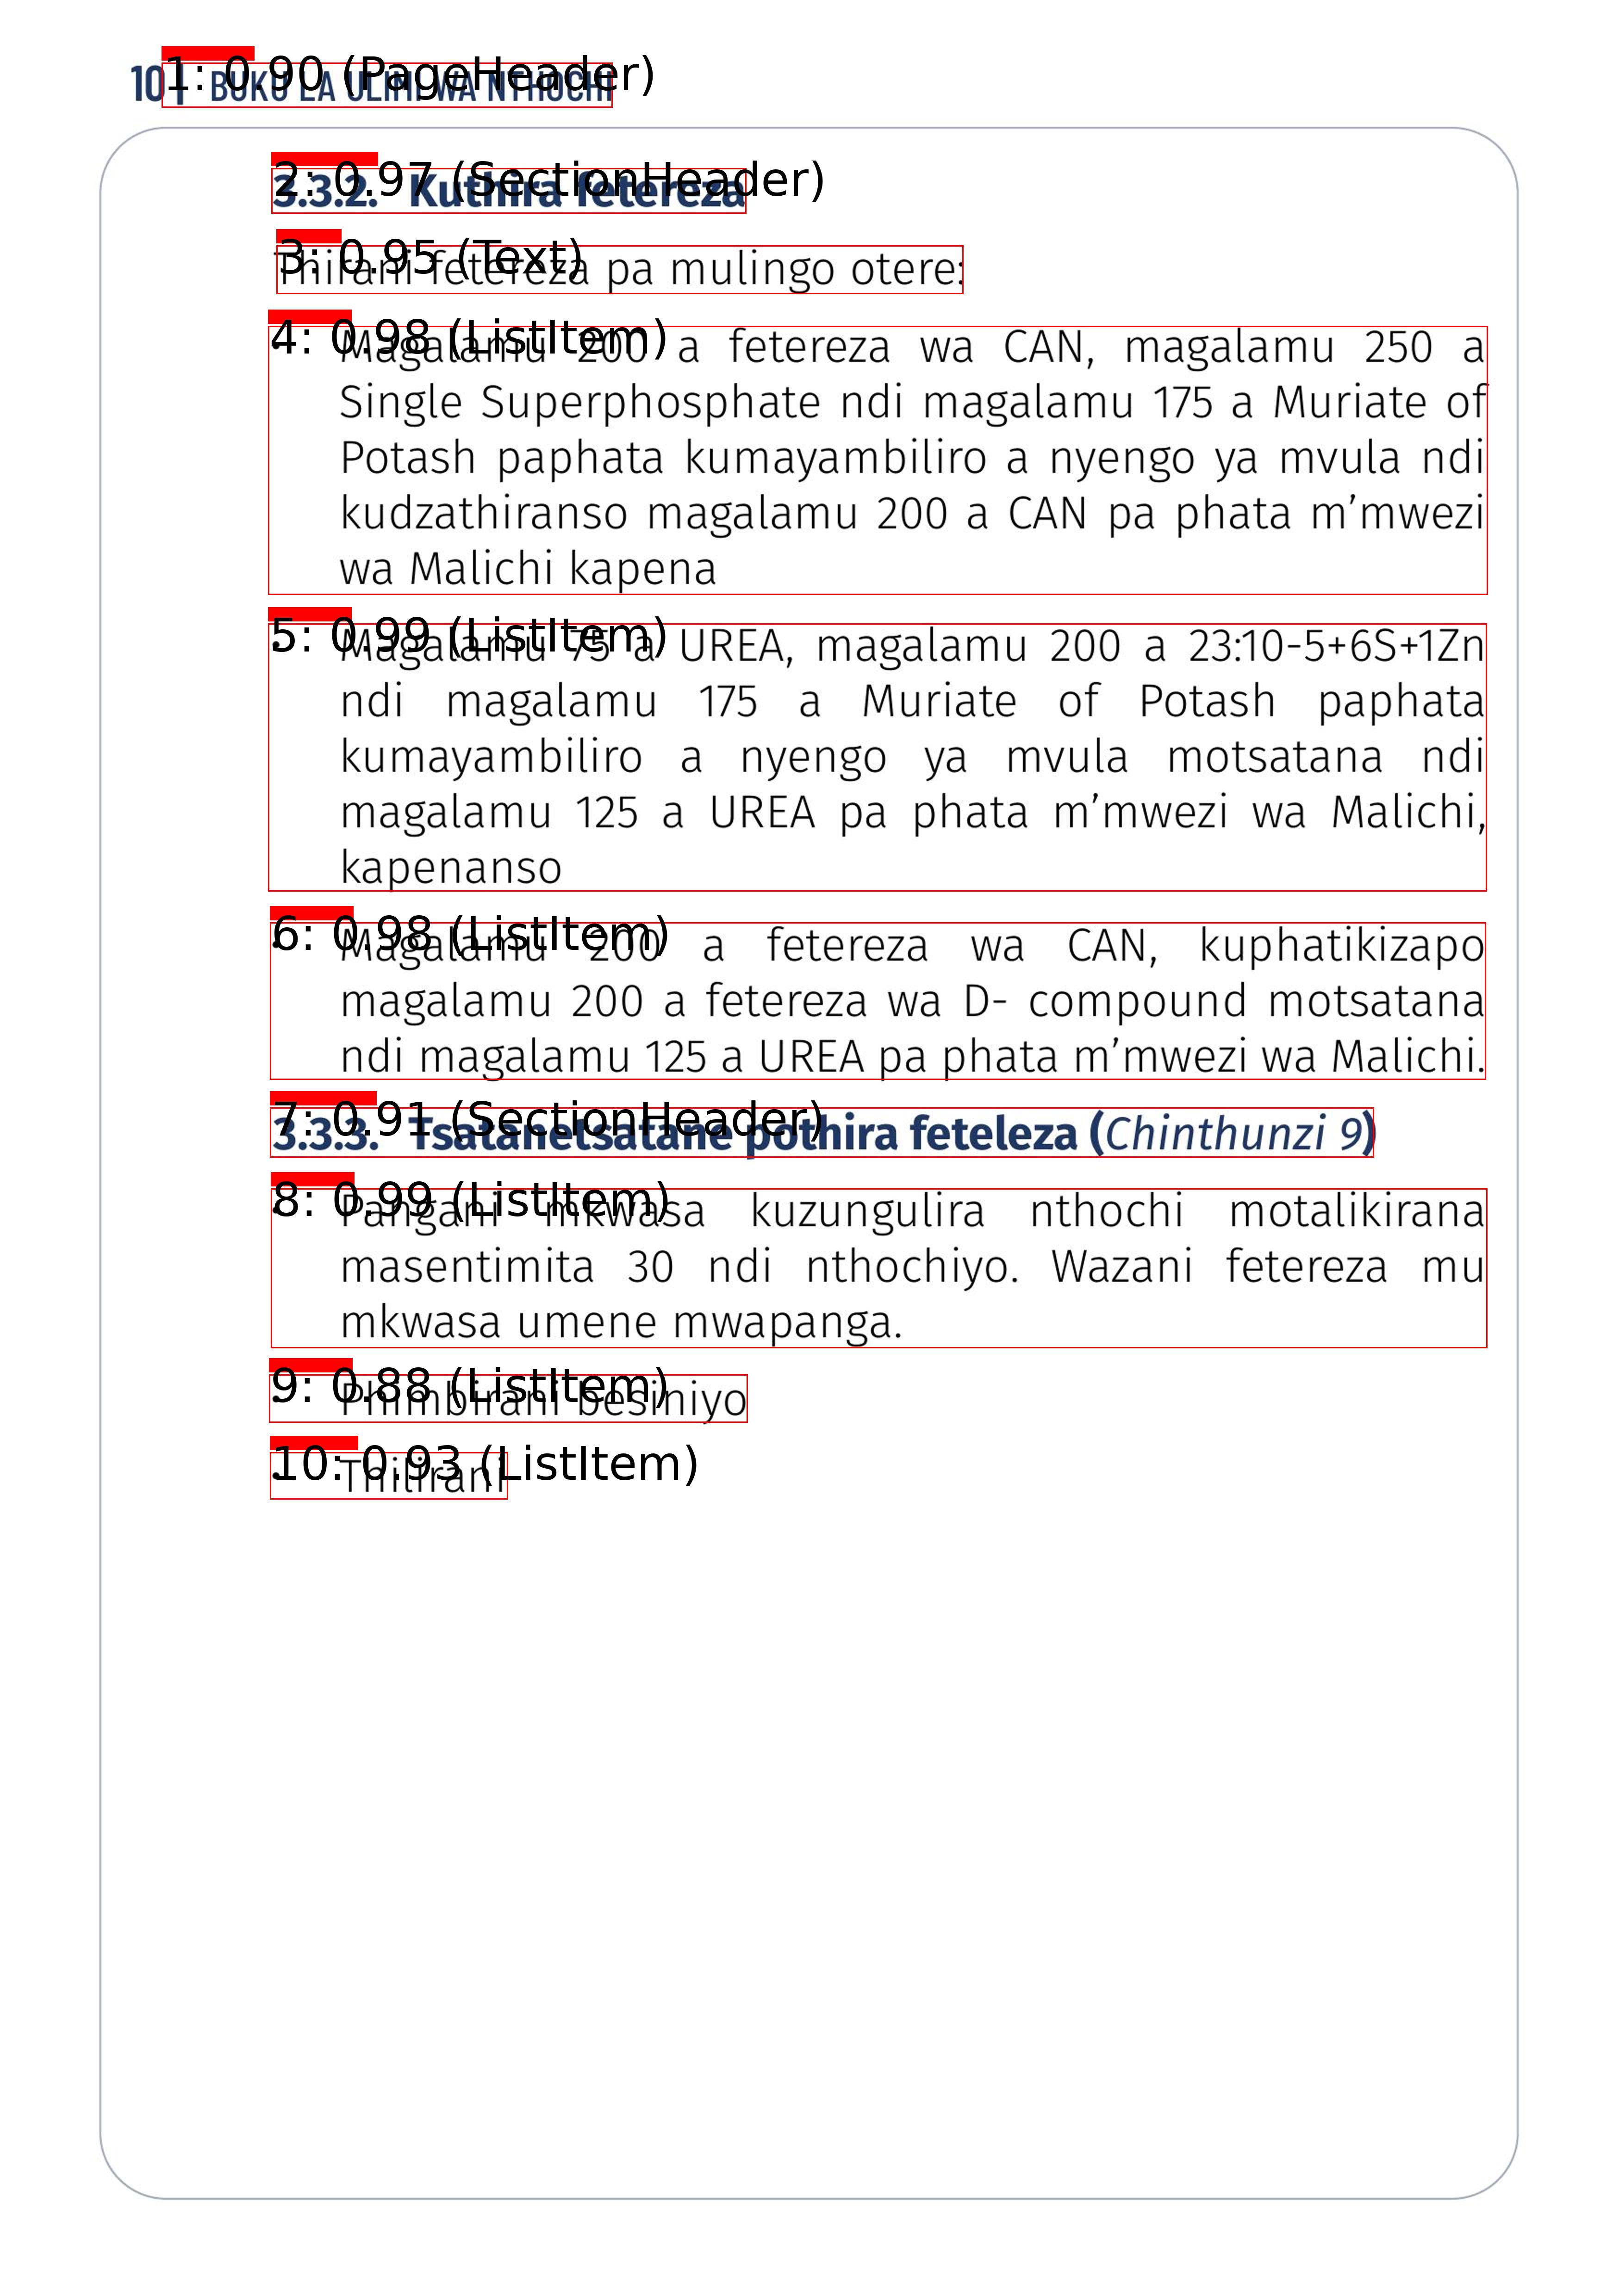 10 | BUKU LA ULIMI WA NTHOCHI
1: 0.90 (PageHeader)
2: 0.97 (SectionHeader)
3.3.2. Kuthira fetereza
3: 0.95 (Text)
Thirani fetereza pa mulingo otere:
4: 0.98 (ListItem)
• Magalamu 200 a fetereza wa CAN, magalamu 250 a
Single Superphosphate ndi magalamu 175 a Muriate of
Potash paphata kumayambiliro a nyengo ya mvula ndi
kudzathiranso magalamu 200 a CAN pa phata m’mwezi
wa Malichi kapena
5: 0.99 (ListItem)
• Magalamu 75 a UREA, magalamu 200 a 23:10-5+6S+1Zn
ndi magalamu 175 a Muriate of Potash paphata
kumayambiliro a nyengo ya mvula motsatana ndi
magalamu 125 a UREA pa phata m’mwezi wa Malichi,
kapenanso
6: 0.98 (ListItem)
• Magalamu 200 a fetereza wa CAN, kuphatikizapo
magalamu 200 a fetereza wa D- compound motsatana
ndi magalamu 125 a UREA pa phata m’mwezi wa Malichi.
7: 0.91 (SectionHeader)
3.3.3. Tsatanetsatane pothira feteleza (Chinthunzi 9)
8: 0.99 (ListItem)
• Pangani mkwasa kuzungulira nthochi motalikirana
masentimita 30 ndi nthochiyo. Wazani fetereza mu
mkwasa umene mwapanga.
9: 0.88 (ListItem)
• Phimbirani besiniyo
10: 0.93 (ListItem)
• Thilirani